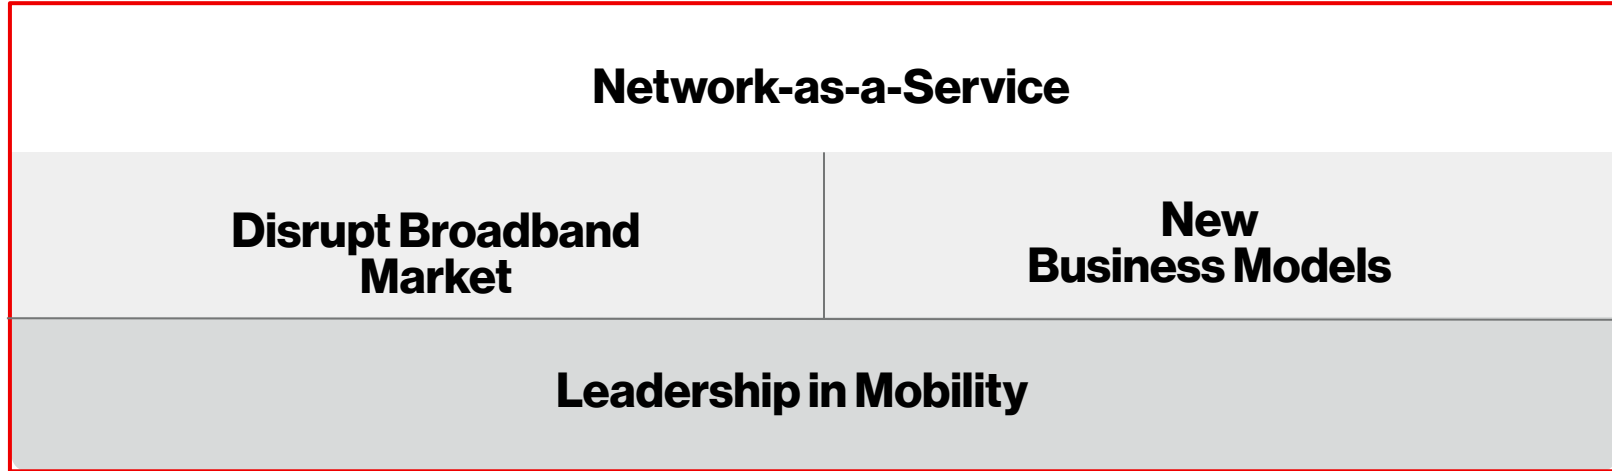 Network-as-a-Service
Disrupt Broadband
Market
New
Business Models
Leadership in Mobility